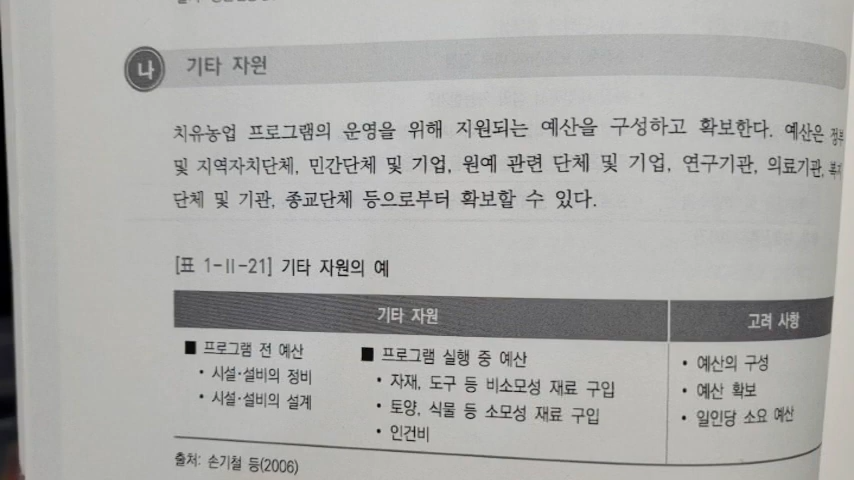 나 기타 자원
치유농업 프로그램의 운영을 위해 지원되는 예산을 구성하고 확보한다. 예산은 정부
및 지역자치단체, 민간단체 및 기업, 원예 관련 단체 및 기업, 연구기관, 의료기관, 복지
단체 및 기관, 종교단체 등으로부터 확보할 수 있다.
[표 1-Ⅱ-21] 기타 자원의 예
기타 자원 고려 사항
■ 프로그램 전 예산
• 시설·설비의 정비
• 시설·설비의 설계
■ 프로그램 실행 중 예산
• 자재, 도구 등 비소모성 재료 구입
• 토양, 식물 등 소모성 재료 구입
• 인건비
• 예산의 구성
• 예산 확보
• 일인당 소요 예산
출처: 손기철 등(2006)